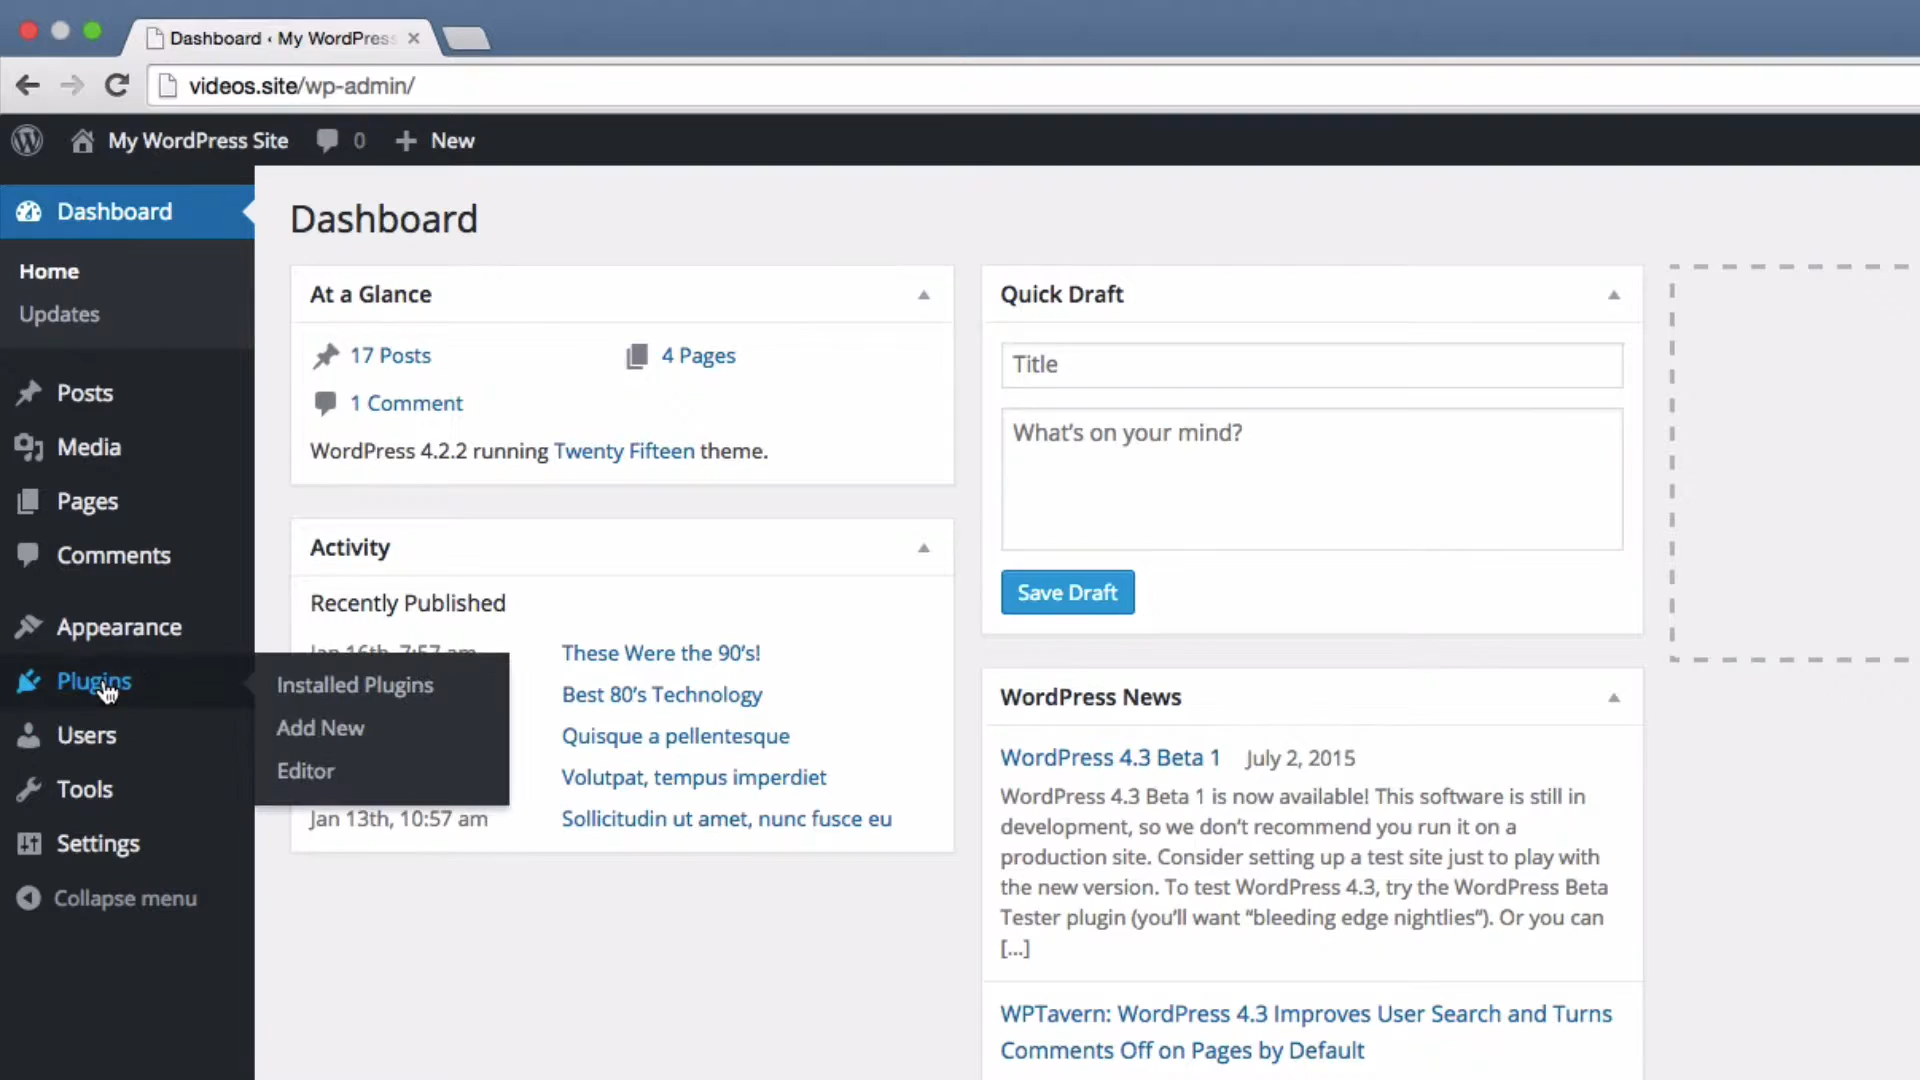 Dashboard ‹ My WordPress
videos.site/wp-admin/
My WordPress Site 0 New
Dashboard
Home
Updates
Posts
Media
Pages
Comments
Appearance
Plugins
Users
Tools
Settings
Collapse menu
Installed Plugins
Add New
Editor
Dashboard
At a Glance
17 Posts 4 Pages
1 Comment
WordPress 4.2.2 running Twenty Fifteen theme.
Activity
Recently Published
Jan 16th, 7:57 am These Were the 90's!
Best 80's Technology
Quisque a pellentesque
Volutpat, tempus imperdiet
Jan 13th, 10:57 am Sollicitudin ut amet, nunc fusce eu
Quick Draft
Title
What's on your mind?
Save Draft
WordPress News
WordPress 4.3 Beta 1 July 2, 2015
WordPress 4.3 Beta 1 is now available! This software is still in
development, so we don't recommend you run it on a
production site. Consider setting up a test site just to play with
the new version. To test WordPress 4.3, try the WordPress Beta
Tester plugin (you'll want “bleeding edge nightlies“). Or you can
[...]
WPTavern: WordPress 4.3 Improves User Search and Turns
Comments Off on Pages by Default